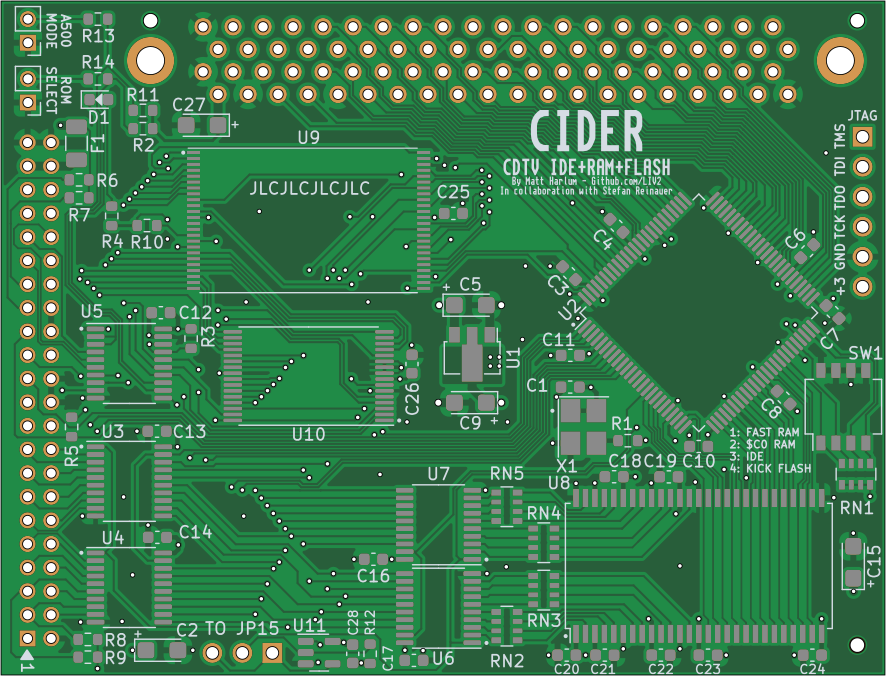 A500
MODE
R13
ROM
SELECT
R14
D1
R11
R2
C27
+
F1
R6
R7
R4
R10
U9
JLCJLCJLCJLC
C25
CIDER
CDTV IDE+RAM+FLASH
By Matt Harlum - Github.com/LIV2
In collaboration with Stefan Reinauer
JTAG
TMS
TDI
TDO
TCK
GND
+3
C4
C6
C3
U2
C7
+
C5
U5
C12
R3
U1
C11
C26
C1
SW1
C8
+
C9
U10
R5
U3
C13
R1
X1
C10
1: FAST RAM
2: $C0 RAM
3: IDE
4: KICK FLASH
U7
RN5
U8
C18
C19
RN1
RN4
U4
C14
C16
C15
+
RN3
1
R8
R9
+
C2
TO JP15
U11
C28
R12
C17
U6
RN2
C20
C21
C22
C23
C24